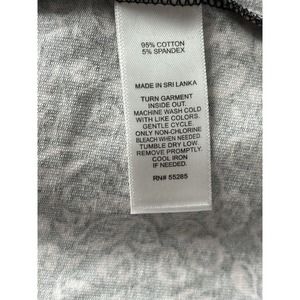 95% COTTON
5% SPANDEX
MADE IN SRI LANKA
TURN GARMENT
INSIDE OUT.
MACHINE WASH COLD
WITH LIKE COLORS.
GENTLE CYCLE.
ONLY NON-CHLORINE
BLEACH WHEN NEEDED.
TUMBLE DRY LOW.
REMOVE PROMPTLY.
COOL IRON
IF NEEDED.
RN# 55285